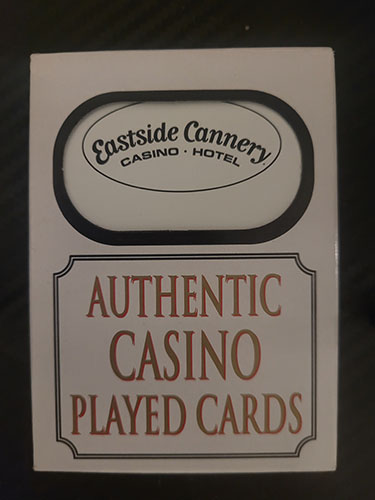 Eastside Cannery
CASINO · HOTEL
AUTHENTIC
CASINO
PLAYED CARDS